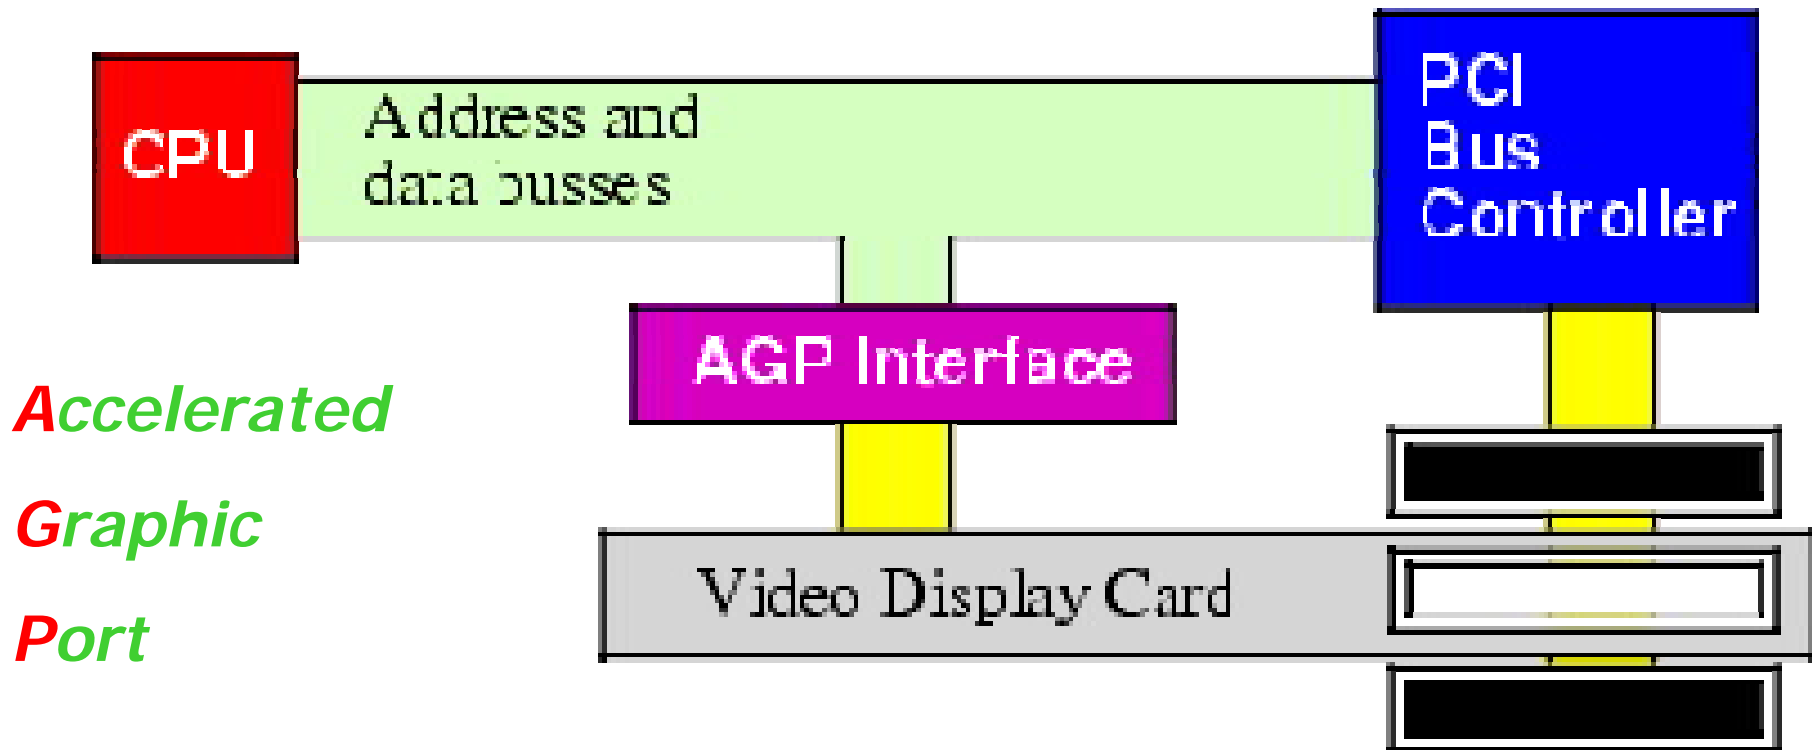 CPU
Address and
data busses
PCI
Bus
Controller
AGP Interface
Accelerated
Graphic
Port
Video Display Card